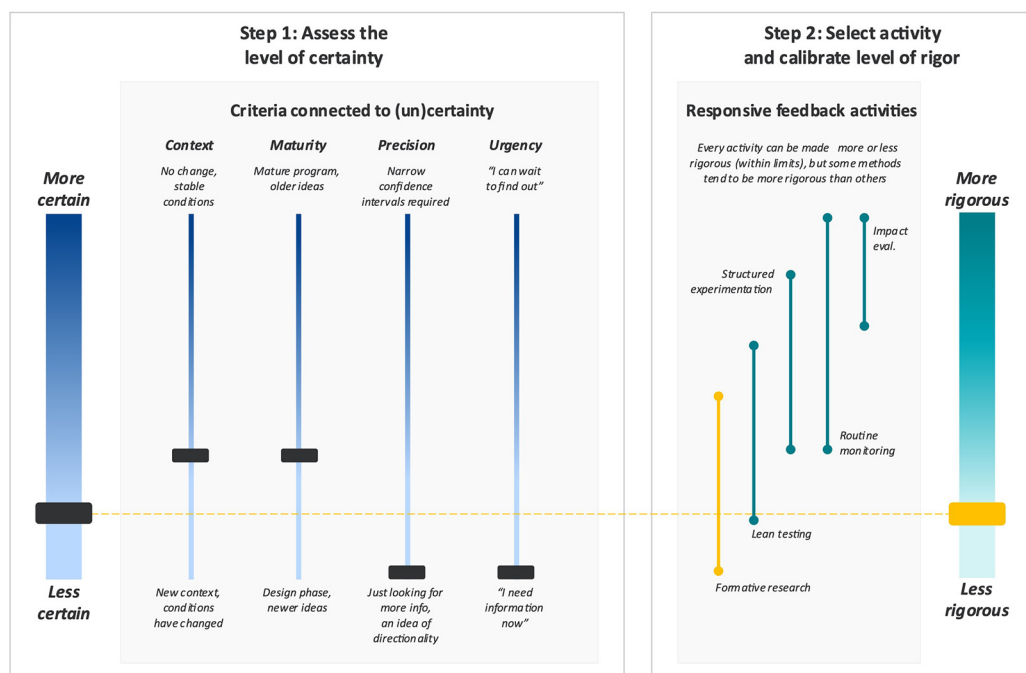 Step 1: Assess the
level of certainty
Criteria connected to (un)certainty
Context
No change,
stable
conditions
Maturity
Mature program,
older ideas
Precision
Narrow
confidence
intervals required
Urgency
“I can wait
to find out”
More
certain
Less
certain
New context,
conditions
have changed
Design phase,
newer ideas
Just looking for
more info,
an idea of
directionality
“I need
information
now”
Step 2: Select activity
and calibrate level of rigor
Responsive feedback activities
Every activity can be made more or less
rigorous (within limits), but some methods
tend to be more rigorous than others
More
rigorous
Impact
eval.
Structured
experimentation
Routine
monitoring
Lean testing
Formative research
Less
rigorous